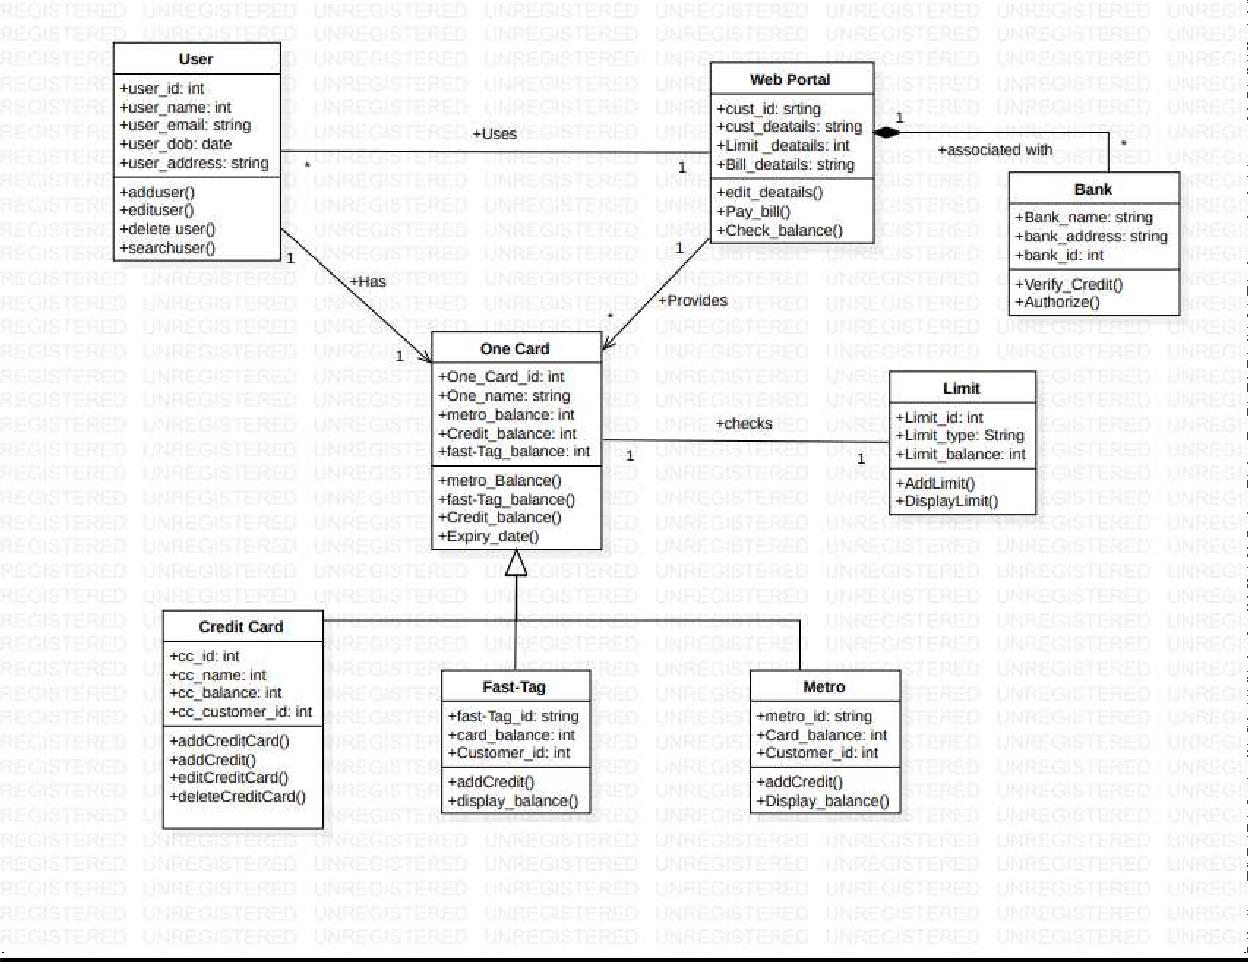 User
+user_id: int
+user_name: int
+user_email: string
+user_dob: date
+user_address: string
+adduser()
+edituser()
+delete user()
+searchuser()
+Uses
*
1
Web Portal
+cust_id: srting
+cust_deatails: string
+Limit _deatails: int
+Bill_deatails: string
+edit_deatails()
+Pay_bill()
+Check_balance()
1
+associated with
*
Bank
+Bank_name: string
+bank_address: string
+bank_id: int
+Verify_Credit()
+Authorize()
1
+Has
1
1
+Provides
*
One Card
+One_Card_id: int
+One_name: string
+metro_balance: int
+Credit_balance: int
+fast-Tag_balance: int
+metro_Balance()
+fast-Tag_balance()
+Credit_balance()
+Expiry_date()
+checks
1
1
Limit
+Limit_id: int
+Limit_type: String
+Limit_balance: int
+AddLimit()
+DisplayLimit()
Credit Card
+cc_id: int
+cc_name: int
+cc_balance: int
+cc_customer_id: int
+addCreditCard()
+addCredit()
+editCreditCard()
+deleteCreditCard()
Fast-Tag
+fast-Tag_id: string
+card_balance: int
+Customer_id: int
+addCredit()
+display_balance()
Metro
+metro_id: string
+Card_balance: int
+Customer_id: int
+addCredit()
+Display_balance()
UNREGISTERED